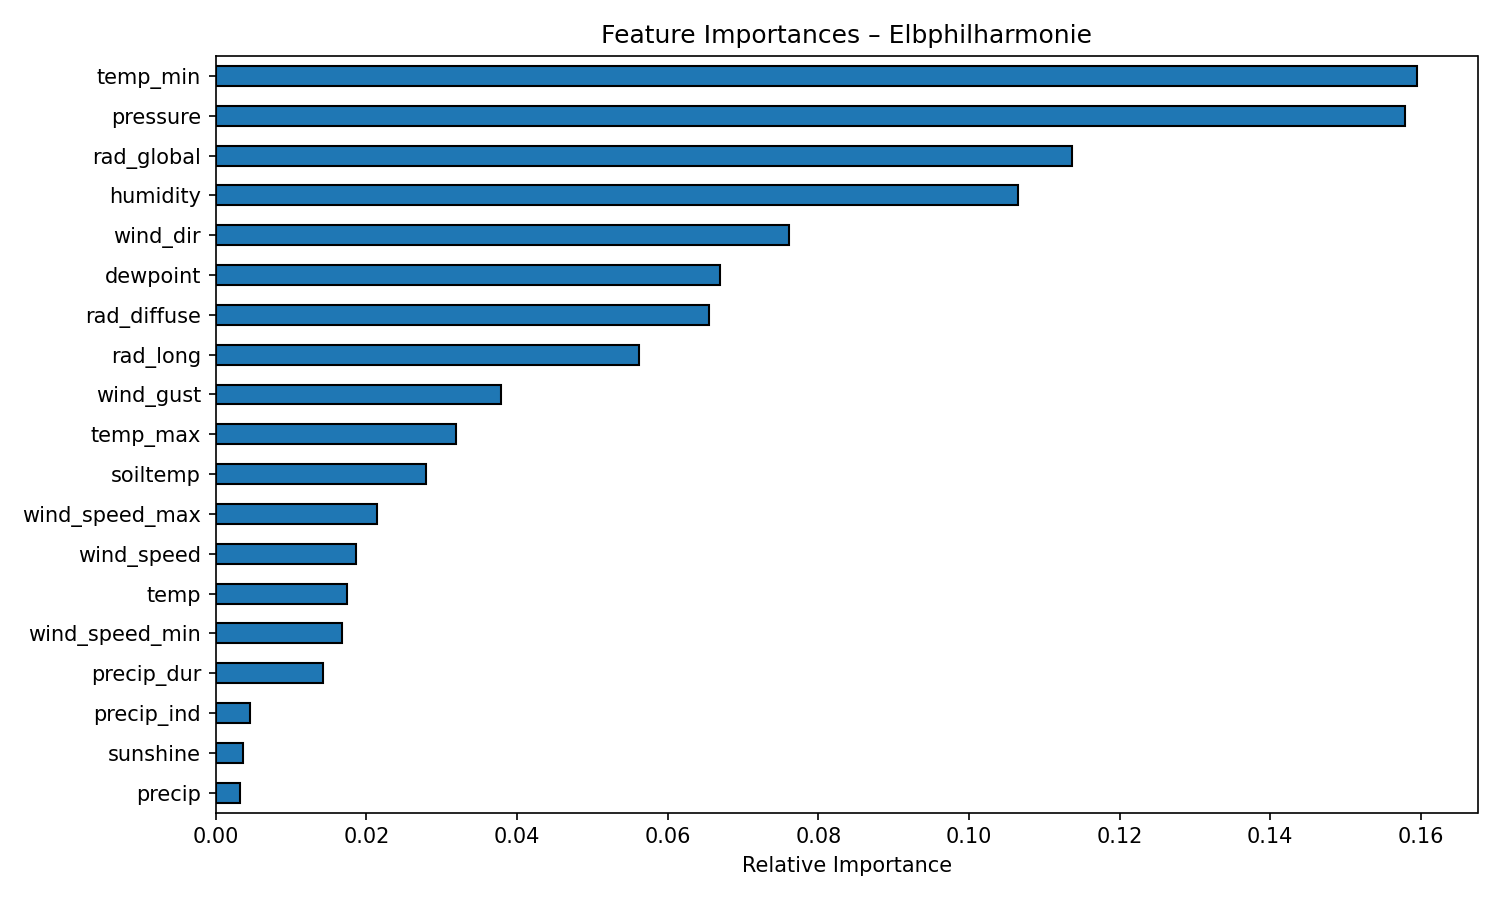 Feature Importances – Elbphilharmonie
temp_min
pressure
rad_global
humidity
wind_dir
dewpoint
rad_diffuse
rad_long
wind_gust
temp_max
soiltemp
wind_speed_max
wind_speed
temp
wind_speed_min
precip_dur
precip_ind
sunshine
precip
0.00 0.02 0.04 0.06 0.08 0.10 0.12 0.14 0.16
Relative Importance